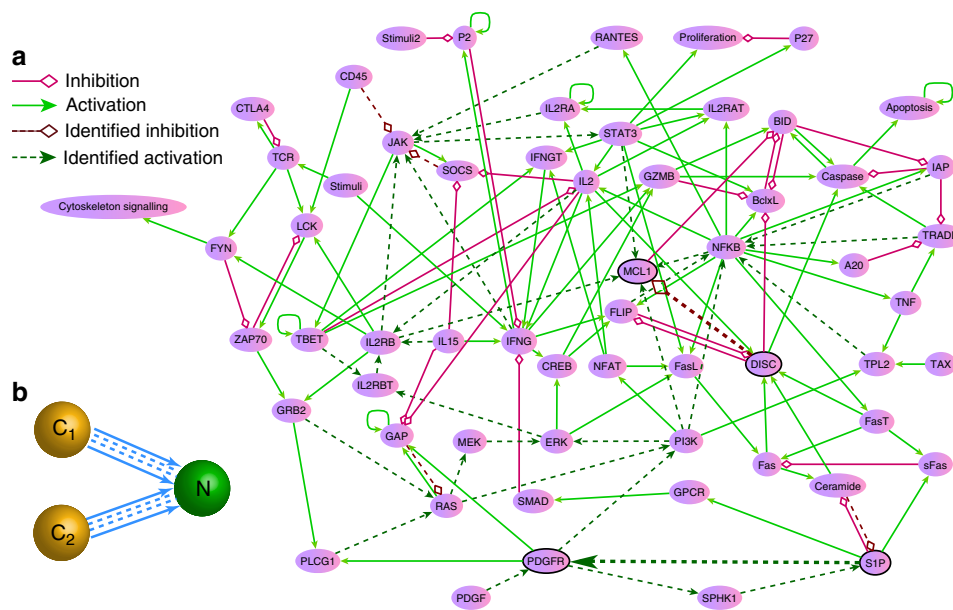 a
Inhibition
Activation
Identified inhibition
Identified activation
Stimuli2
P2
RANTES
Proliferation
P27
CD45
CTLA4
IL2RA
IL2RAT
Apoptosis
JAK
STAT3
BID
TCR
IFNGT
SOCS
IL2
GZMB
Caspase
IAP
Stimuli
BclxL
Cytoskeleton signalling
LCK
FYN
NFKB
TRADD
MCL1
A20
FLIP
TNF
ZAP70
TBET
IL2RB
IL15
IFNG
CREB
NFAT
FasL
DISC
TPL2
TAX
b
IL2RBT
C1
GRB2
GAP
MEK
ERK
PI3K
FasT
Fas
sFas
N
Ceramide
RAS
SMAD
GPCR
C2
PLCG1
PDGFR
S1P
PDGF
SPHK1